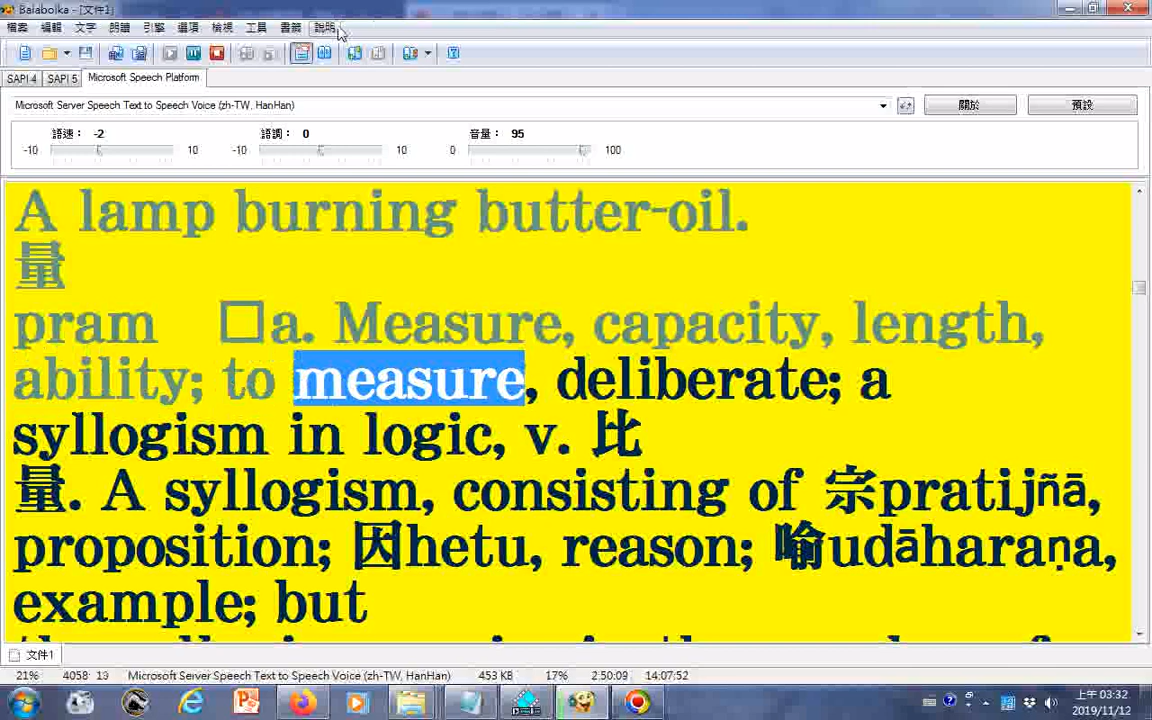 Balabolka - [文件1]
檔案 編輯 文字 朗讀 引擎 選項 檢視 工具 書籤 說明
SAPI 4 SAPI 5 Microsoft Speech Platform
Microsoft Server Speech Text to Speech Voice (zh-TW, HanHan) 關於 預設
語速： -2 語調： 0 音量： 95
-10 10 -10 10 0 100
A lamp burning butter-oil.
量
pram □a. Measure, capacity, length,
ability; to measure, deliberate; a
syllogism in logic, v. 比
量. A syllogism, consisting of 宗pratijñā,
proposition; 因hetu, reason; 喻udāharaṇa,
example; but
文件1
21% 4058: 13 Microsoft Server Speech Text to Speech Voice (zh-TW, HanHan) 453 KB 17% 2:50:09 14:07:52
上午 03:32
2019/11/12